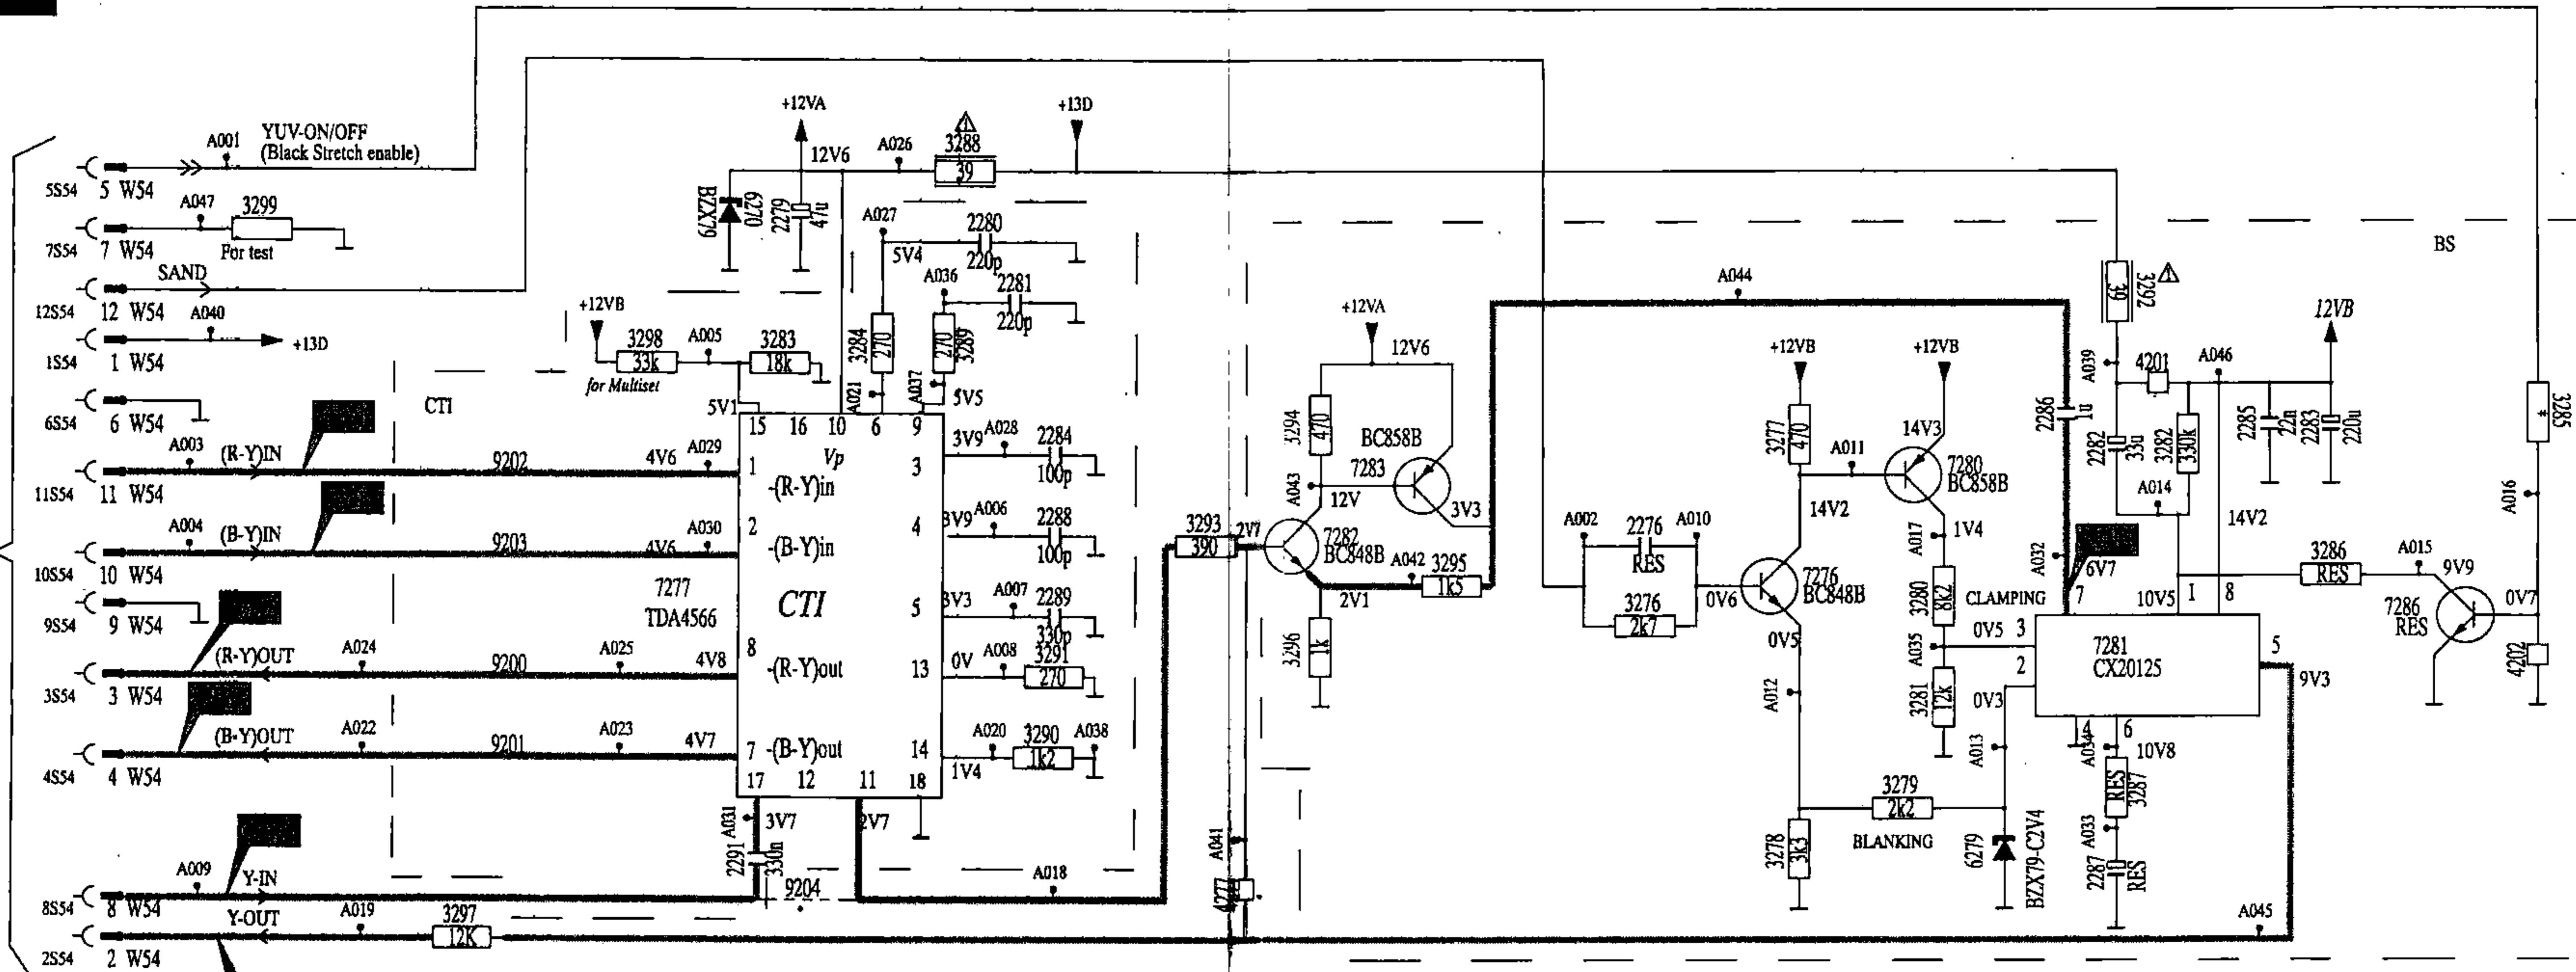 5S54 5 W54
A001
YUV-ON/OFF
(Black Stretch enable)
7S54 7 W54
A047
3299
For test
12S54 12 W54
SAND
1S54 1 W54
A040
+13D
6S54 6 W54
11S54 11 W54
A003
(R-Y)IN
9202
4V6
A029
10S54 10 W54
A004
(B-Y)IN
9203
4V6
A030
9S54 9 W54
3S54 3 W54
(R-Y)OUT
A024
9200
A025
4V8
4S54 4 W54
(B-Y)OUT
A022
9201
A023
4V7
8S54 8 W54
A009
Y-IN
2S54 2 W54
Y-OUT
A019
3297
12K
CTI
+12VA
12V6
A026
3288
39
+13D
BZX79
6270
2279
47u
A027
5V4
2280
220p
A036
2281
220p
+12VB
3298
33k
for Multiset
A005
3283
18k
3284
270
270
3289
A021
A037
5V5
5V1
15 16 10 6 9
Vp
1
-(R-Y)in
2
-(B-Y)in
7277
TDA4566
CTI
8
-(R-Y)out
7
-(B-Y)out
17 12 11 18
3
4
5
13
14
3V9
A028
2284
100p
3V9
A006
2288
100p
3V3
A007
2289
330p
0V
A008
3291
270
A020
3290
1k2
A038
1V4
A031
3V7
2V7
2291
330n
9204
A018
3293
390
2V7
+12VA
12V6
3294
470
BC858B
7283
A043
12V
3V3
7282
BC848B
A042
3295
1k5
2V1
3296
1k
A041
4277
A044
A002
2276
RES
A010
3276
2k7
0V6
7276
BC848B
0V5
+12VB
3277
470
14V2
A011
+12VB
14V3
7280
BC858B
1V4
A017
3280
8k2
A035
3281
12k
A012
3278
3k3
3279
2k2
BLANKING
A013
6279
BZX79-C2V4
CLAMPING
0V5
0V3
3
2
7281
CX20125
7
1
8
5
4
6
9V3
10V5
10V8
A034
RES
3287
A033
2287
RES
A045
2286
1u
A032
6V7
3292
39
A039
4201
A046
12VB
2282
33u
3282
330k
A014
14V2
2285
22n
2283
220u
BS
3286
RES
A015
9V9
7286
RES
0V7
A016
3285
*
4202